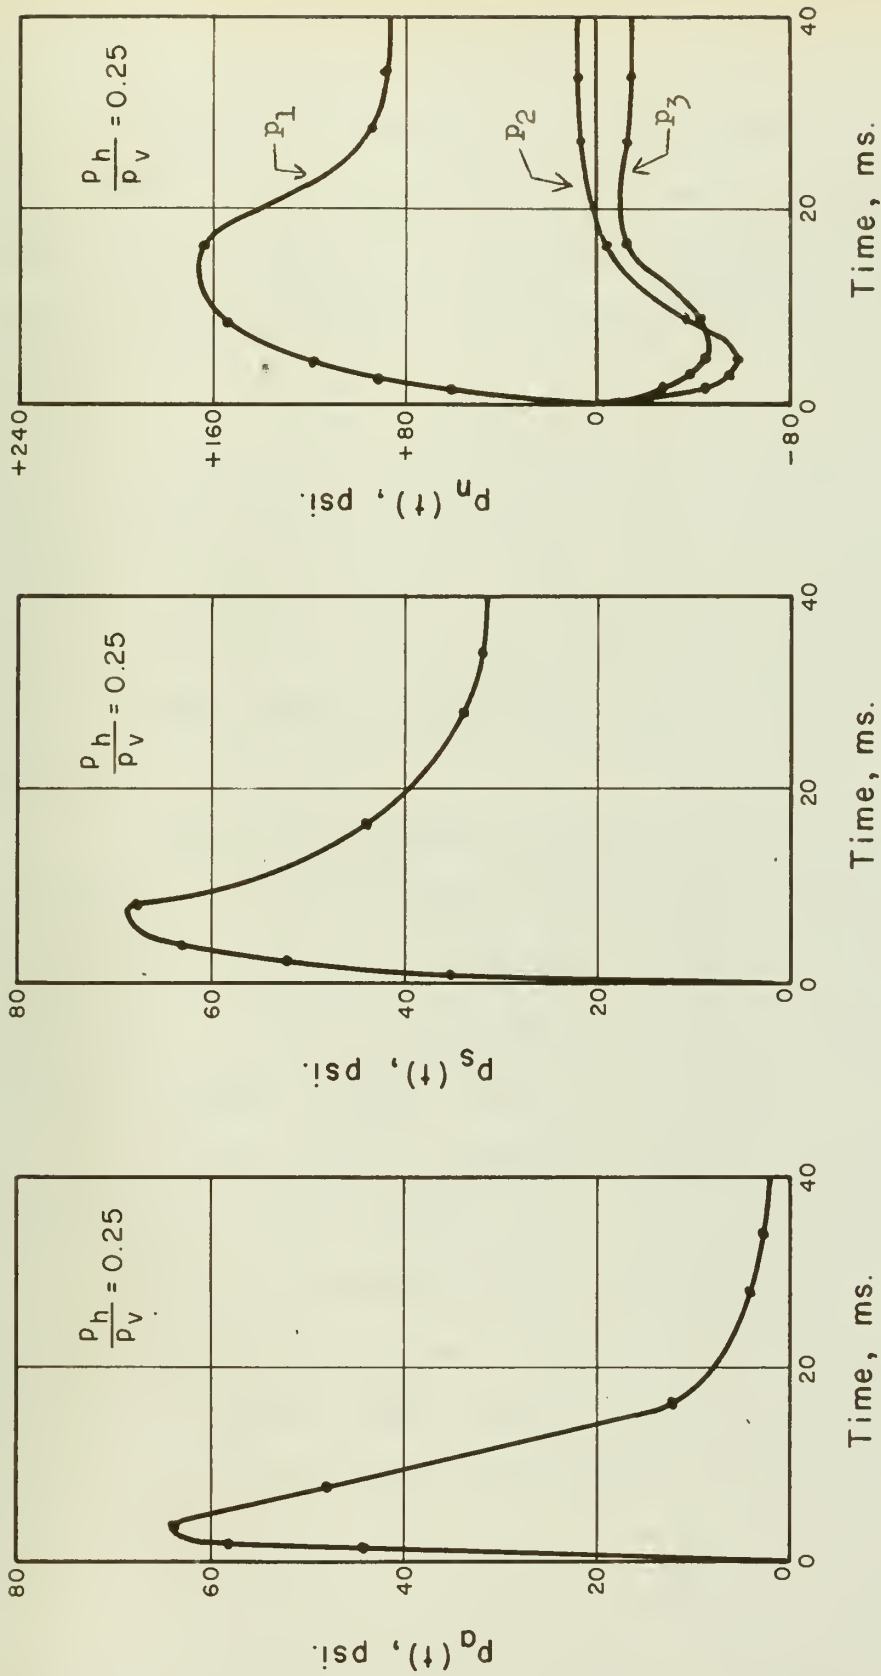 +240
+160
+80
0
-80
p_n (t), psi.
p_h
p_v
= 0.25
p_1
p_2
p_3
0
20
40
Time, ms.
80
60
40
20
0
p_s (t), psi.
p_h
p_v
= 0.25
0
20
40
Time, ms.
80
60
40
20
0
p_a (t), psi.
p_h
p_v
= 0.25
0
20
40
Time, ms.